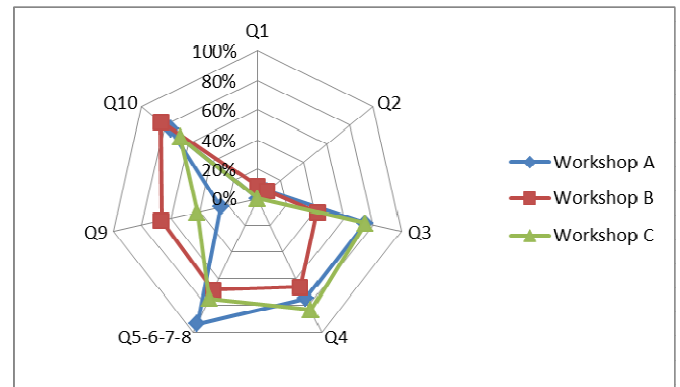 Q1
100%
80%
60%
40%
20%
0%
Q2
Q3
Q4
Q5-6-7-8
Q9
Q10
Workshop A
Workshop B
Workshop C